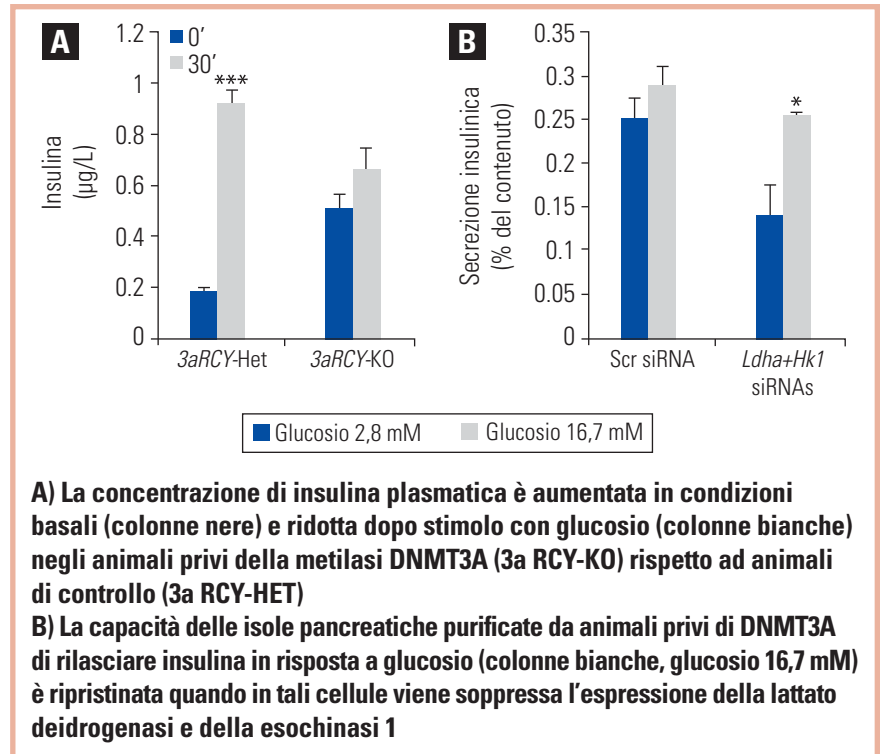 A
1.2
1
0.8
0.6
0.4
0.2
0
Insulina
(µg/L)
0'
30'
***
3aRCY-Het
3aRCY-KO
B
0.35
0.3
0.25
0.2
0.15
0.1
0.05
0
Secrezione insulinica
(% del contenuto)
*
Scr siRNA
Ldha+Hk1
siRNAs
Glucosio 2,8 mM
Glucosio 16,7 mM
A) La concentrazione di insulina plasmatica è aumentata in condizioni
basali (colonne nere) e ridotta dopo stimolo con glucosio (colonne bianche)
negli animali privi della metilasi DNMT3A (3a RCY-KO) rispetto ad animali
di controllo (3a RCY-HET)
B) La capacità delle isole pancreatiche purificate da animali privi di DNMT3A
di rilasciare insulina in risposta a glucosio (colonne bianche, glucosio 16,7 mM)
è ripristinata quando in tali cellule viene soppressa l'espressione della lattato
deidrogenasi e della esochinasi 1